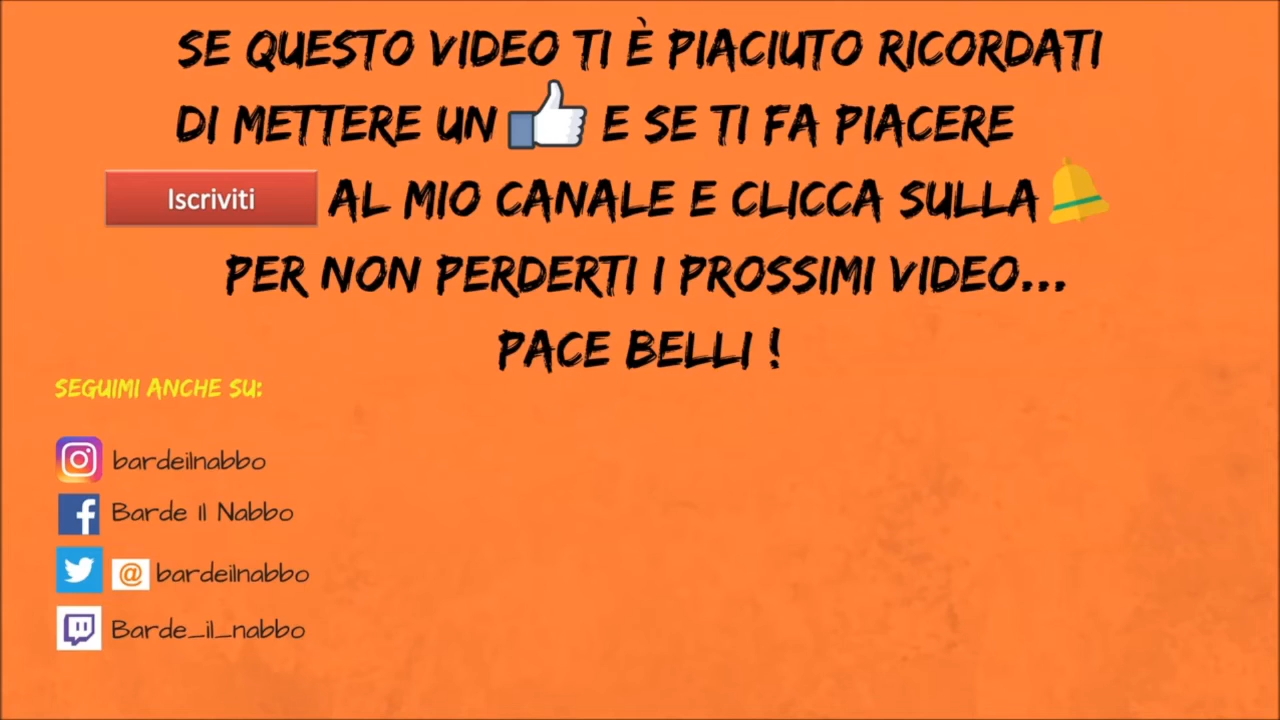 SE QUESTO VIDEO TI È PIACIUTO RICORDATI
DI METTERE UN E SE TI FA PIACERE
Iscriviti AL MIO CANALE E CLICCA SULLA
PER NON PERDERTI I PROSSIMI VIDEO...
PACE BELLI !
SEGUIMI ANCHE SU:
bardeilnabbo
Barde Il Nabbo
@ bardeilnabbo
Barde_il_nabbo